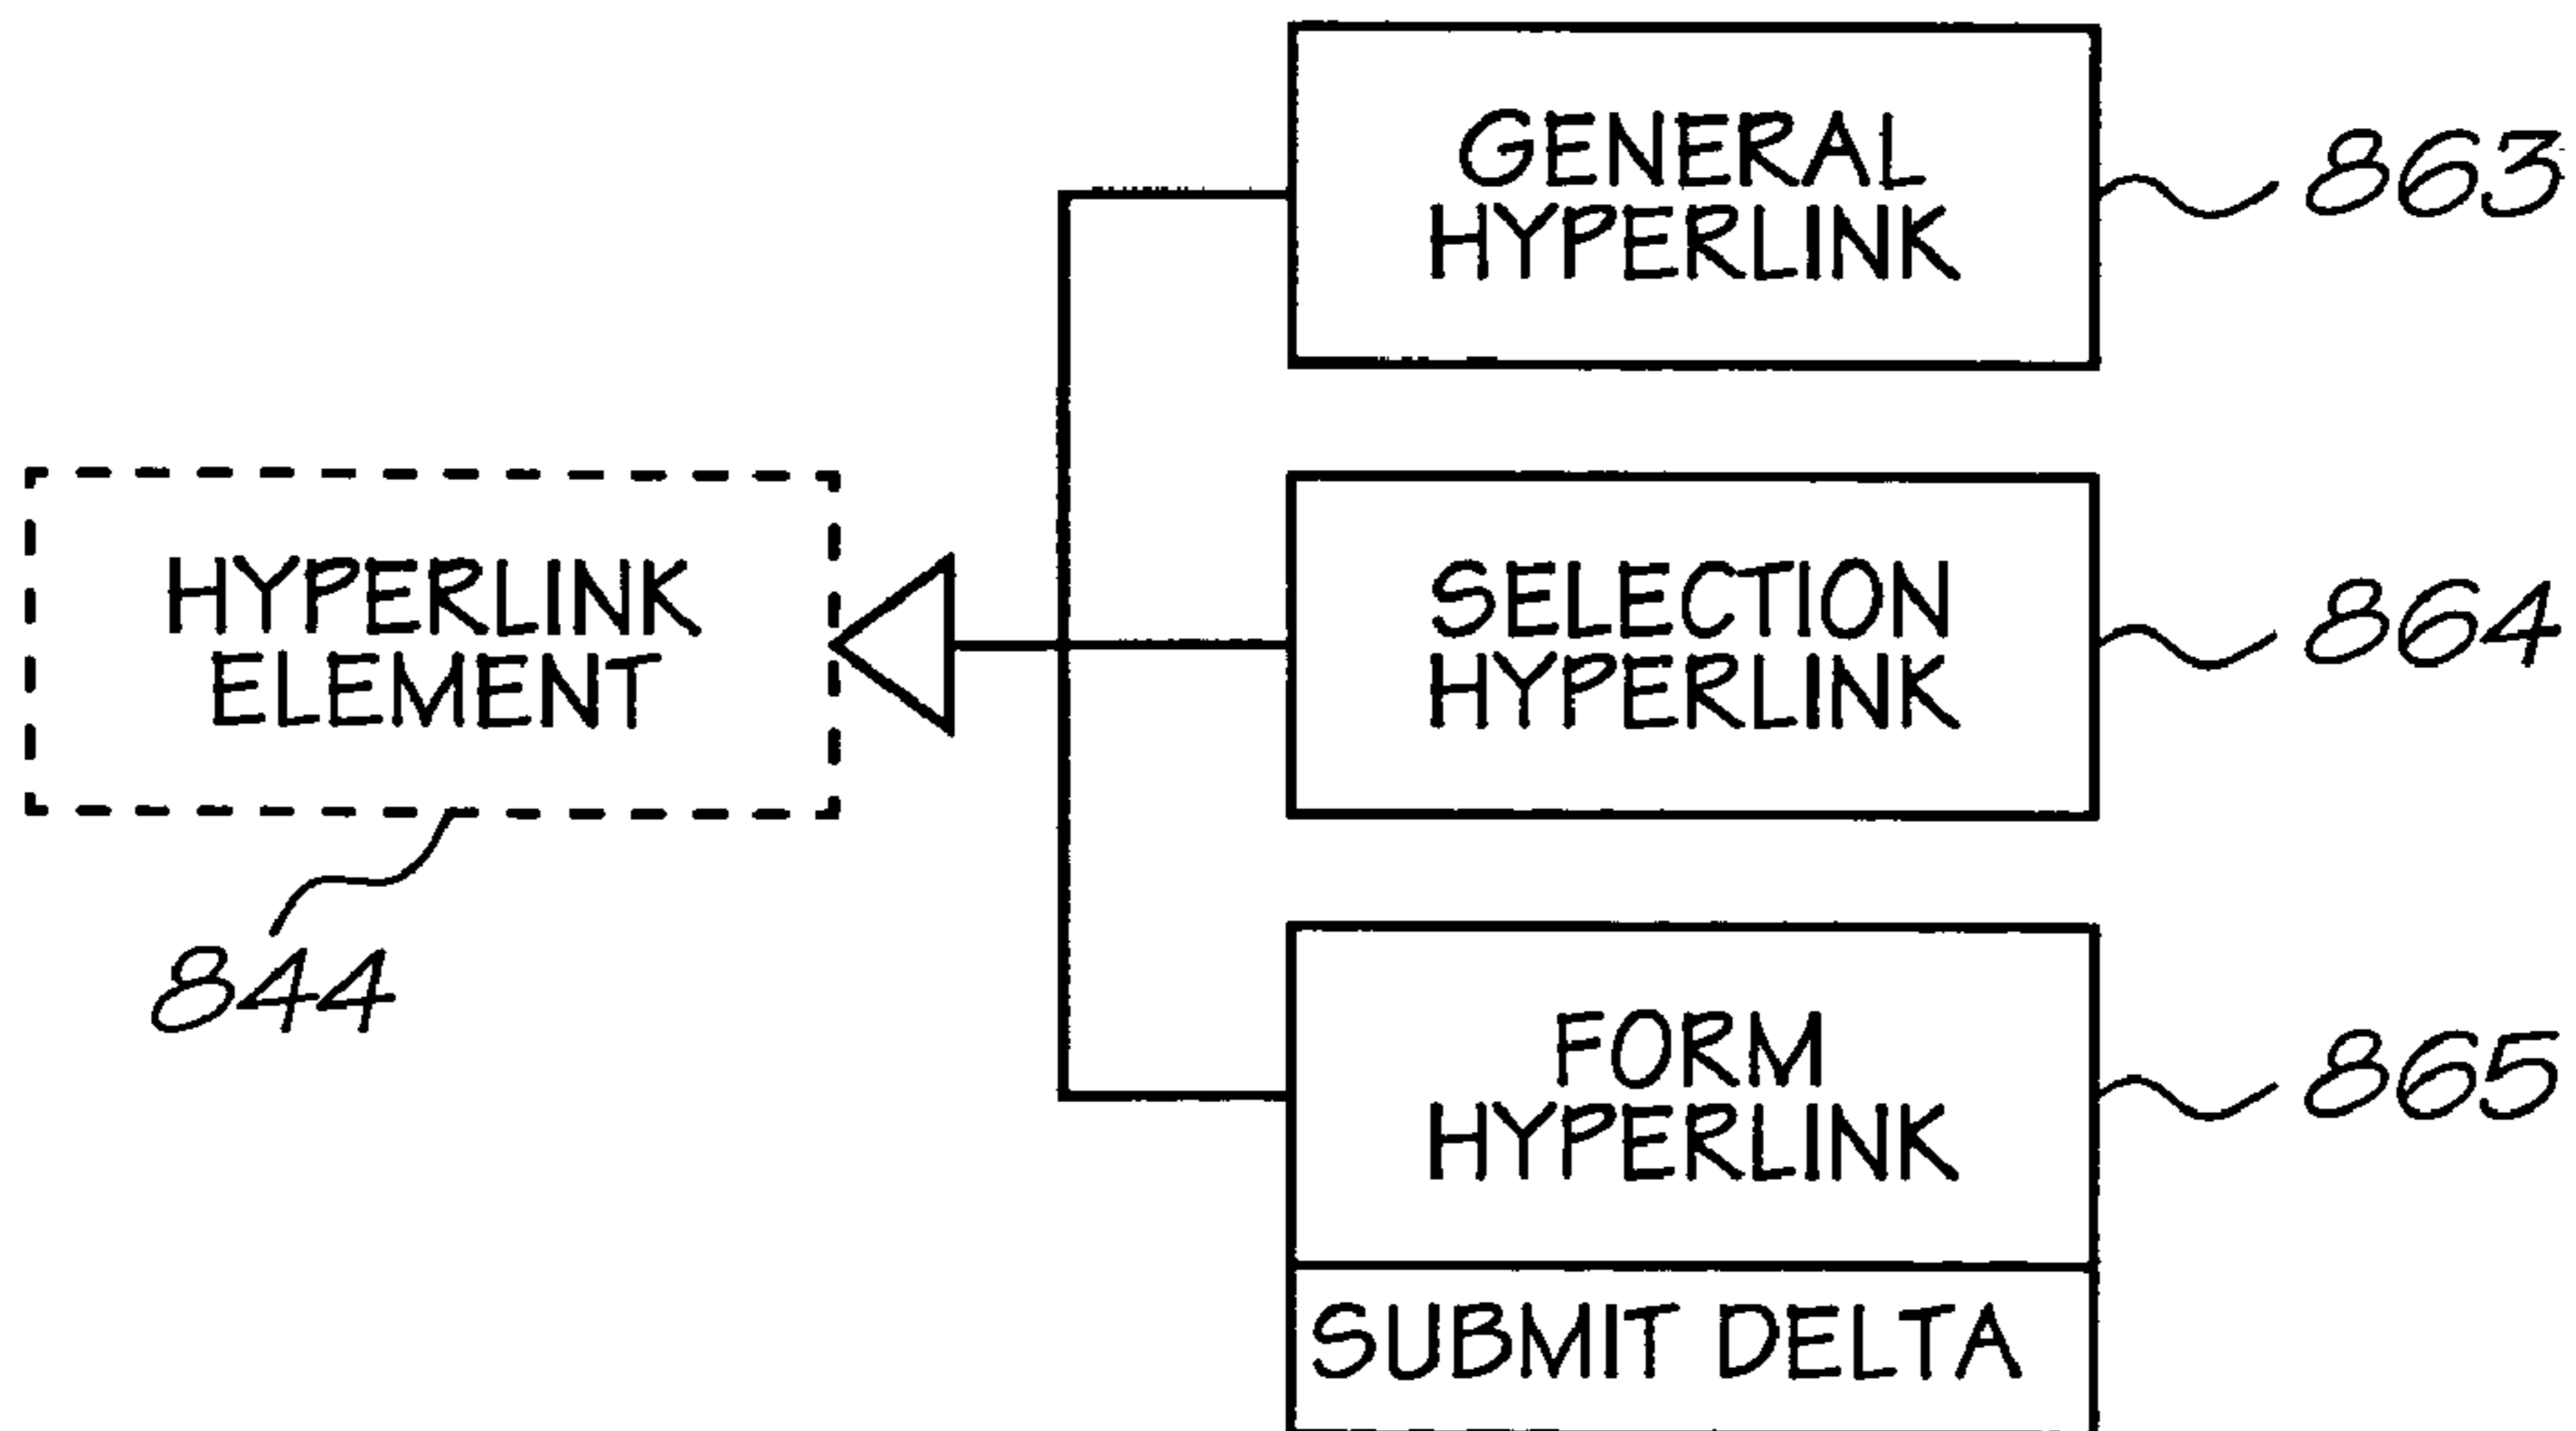 GENERAL
HYPERLINK
863
HYPERLINK
ELEMENT
844
SELECTION
HYPERLINK
864
FORM
HYPERLINK
865
SUBMIT DELTA